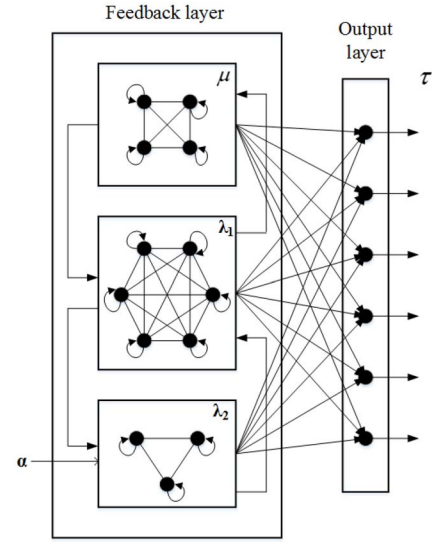 Feedback layer
Output
layer
μ
τ
λ₁
λ₂
α